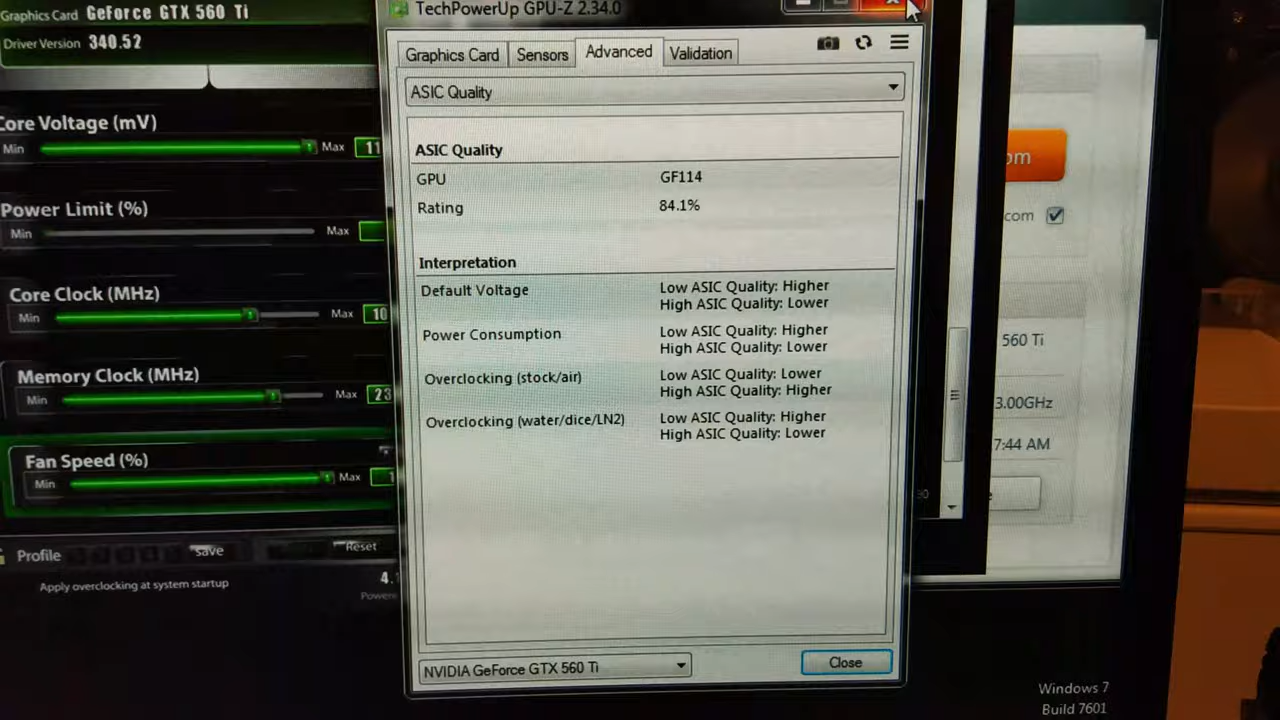 Graphics Card GeForce GTX 560 Ti
Driver Version 340.52
Core Voltage (mV)
Min Max 11
Power Limit (%)
Min Max
Core Clock (MHz)
Min Max 10
Memory Clock (MHz)
Min Max 23
Fan Speed (%)
Min Max 1
Profile save Reset
Apply overclocking at system startup
TechPowerUp GPU-Z 2.34.0
Graphics Card Sensors Advanced Validation
ASIC Quality
ASIC Quality
GPU GF114
Rating 84.1%
Interpretation
Default Voltage Low ASIC Quality: Higher
High ASIC Quality: Lower
Power Consumption Low ASIC Quality: Higher
High ASIC Quality: Lower
Overclocking (stock/air) Low ASIC Quality: Lower
High ASIC Quality: Higher
Overclocking (water/dice/LN2) Low ASIC Quality: Higher
High ASIC Quality: Lower
NVIDIA GeForce GTX 560 Ti Close
om
com
560 Ti
3.00GHz
7:44 AM
Windows 7
Build 7601